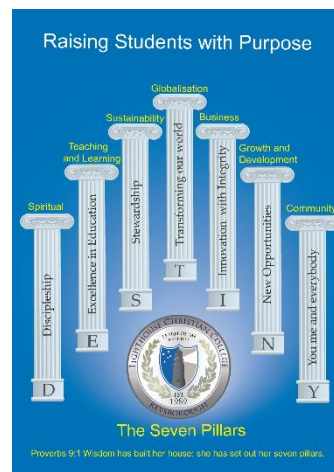 Raising Students with Purpose
Globalisation
Sustainability
Business
Teaching
and Learning
Growth and
Development
Spiritual
Community
Discipleship
Excellence in Education
Stewardship
Transforming our world
Innovation with Integrity
New Opportunities
You me and everybody
D
E
S
T
I
N
Y
LIGHTHOUSE CHRISTIAN COLLEGE
EST
1989
KEYSBOROUGH
The Seven Pillars
Proverbs 9:1 Wisdom has built her house; she has set out her seven pillars.